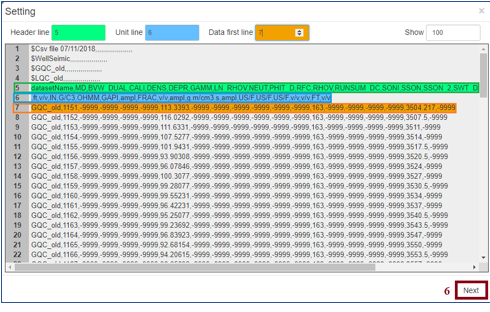 Setting ×
Header line 5 Unit line 6 Data first line 7 Show 100
1 $Csv file 07/11/2018,,,,,,,,,,,,,,,,,,,
2 $WellSeimic,,,,,,,,,,,,,,,,,,,
3 $GQC_old,,,,,,,,,,,,,,,,,,,
4 $LQC_old,,,,,,,,,,,,,,,,,,,
5 datasetName,MD,BVW_DUAL,CALI,DENS,DEPR,GAMM,LN_RHOV,NEUT,PHIT_D,RFC,RHOV,RUNSUM_DC,SONI,SSON,SSON_2,SWT_D
6 ft,v/v,IN,G/C3,OHMM,GAPI,ampl,FRAC,v/v,ampl,g/cm3,s,ampl,US/F,US/F,US/F,v/v,v/v,FT,v/v
7 GQC_old,1151,-9999,-9999,-9999,-9999,113.3393,-9999,-9999,-9999,-9999,-9999,163,-9999,-9999,-9999,-9999,3504.217,-9999
8 GQC_old,1152,-9999,-9999,-9999,-9999,116.0292,-9999,-9999,-9999,-9999,-9999,163,-9999,-9999,-9999,-9999,3507.5,-9999
9 GQC_old,1153,-9999,-9999,-9999,-9999,111.6331,-9999,-9999,-9999,-9999,-9999,163,-9999,-9999,-9999,-9999,3511,-9999
10 GQC_old,1154,-9999,-9999,-9999,-9999,107.5277,-9999,-9999,-9999,-9999,-9999,163,-9999,-9999,-9999,-9999,3514,-9999
11 GQC_old,1155,-9999,-9999,-9999,-9999,101.9431,-9999,-9999,-9999,-9999,-9999,163,-9999,-9999,-9999,-9999,3517.5,-9999
12 GQC_old,1156,-9999,-9999,-9999,-9999,93.90308,-9999,-9999,-9999,-9999,-9999,163,-9999,-9999,-9999,-9999,3520.5,-9999
13 GQC_old,1157,-9999,-9999,-9999,-9999,96.07846,-9999,-9999,-9999,-9999,-9999,163,-9999,-9999,-9999,-9999,3524,-9999
14 GQC_old,1158,-9999,-9999,-9999,-9999,100.3077,-9999,-9999,-9999,-9999,-9999,163,-9999,-9999,-9999,-9999,3527,-9999
15 GQC_old,1159,-9999,-9999,-9999,-9999,99.28077,-9999,-9999,-9999,-9999,-9999,163,-9999,-9999,-9999,-9999,3530.5,-9999
16 GQC_old,1160,-9999,-9999,-9999,-9999,95.55231,-9999,-9999,-9999,-9999,-9999,163,-9999,-9999,-9999,-9999,3534,-9999
17 GQC_old,1161,-9999,-9999,-9999,-9999,96.42231,-9999,-9999,-9999,-9999,-9999,163,-9999,-9999,-9999,-9999,3537,-9999
18 GQC_old,1162,-9999,-9999,-9999,-9999,95.25077,-9999,-9999,-9999,-9999,-9999,163,-9999,-9999,-9999,-9999,3540.5,-9999
19 GQC_old,1163,-9999,-9999,-9999,-9999,99.23692,-9999,-9999,-9999,-9999,-9999,163,-9999,-9999,-9999,-9999,3543.5,-9999
20 GQC_old,1164,-9999,-9999,-9999,-9999,96.83923,-9999,-9999,-9999,-9999,-9999,163,-9999,-9999,-9999,-9999,3547,-9999
21 GQC_old,1165,-9999,-9999,-9999,-9999,92.68154,-9999,-9999,-9999,-9999,-9999,163,-9999,-9999,-9999,-9999,3550,-9999
22 GQC_old,1166,-9999,-9999,-9999,-9999,94.20615,-9999,-9999,-9999,-9999,-9999,163,-9999,-9999,-9999,-9999,3553.5,-9999
6 Next